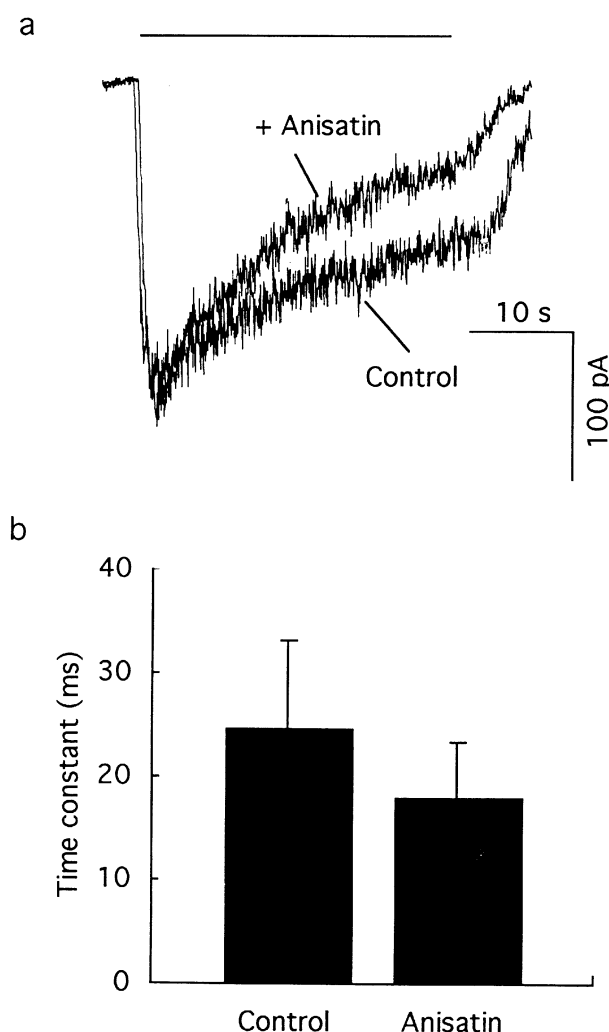 a
+ Anisatin
10 s
Control
100 pA
b
Time constant (ms)
40
30
20
10
0
Control
Anisatin